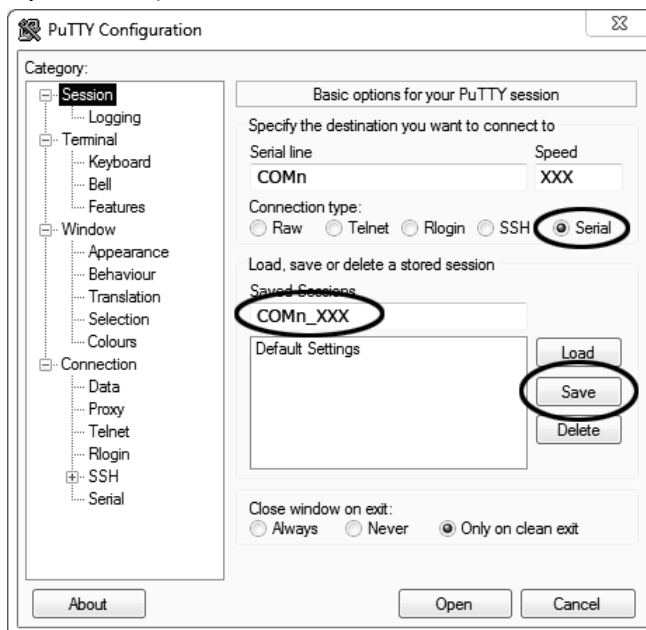 PuTTY Configuration
Category:
Session
Logging
Terminal
Keyboard
Bell
Features
Window
Appearance
Behaviour
Translation
Selection
Colours
Connection
Data
Proxy
Telnet
Rlogin
SSH
Serial
Basic options for your PuTTY session
Specify the destination you want to connect to
Serial line Speed
COMn XXX
Connection type:
Raw Telnet Rlogin SSH Serial
Load, save or delete a stored session
Saved Sessions
COMn_XXX
Default Settings
Load
Save
Delete
Close window on exit:
Always Never Only on clean exit
About Open Cancel